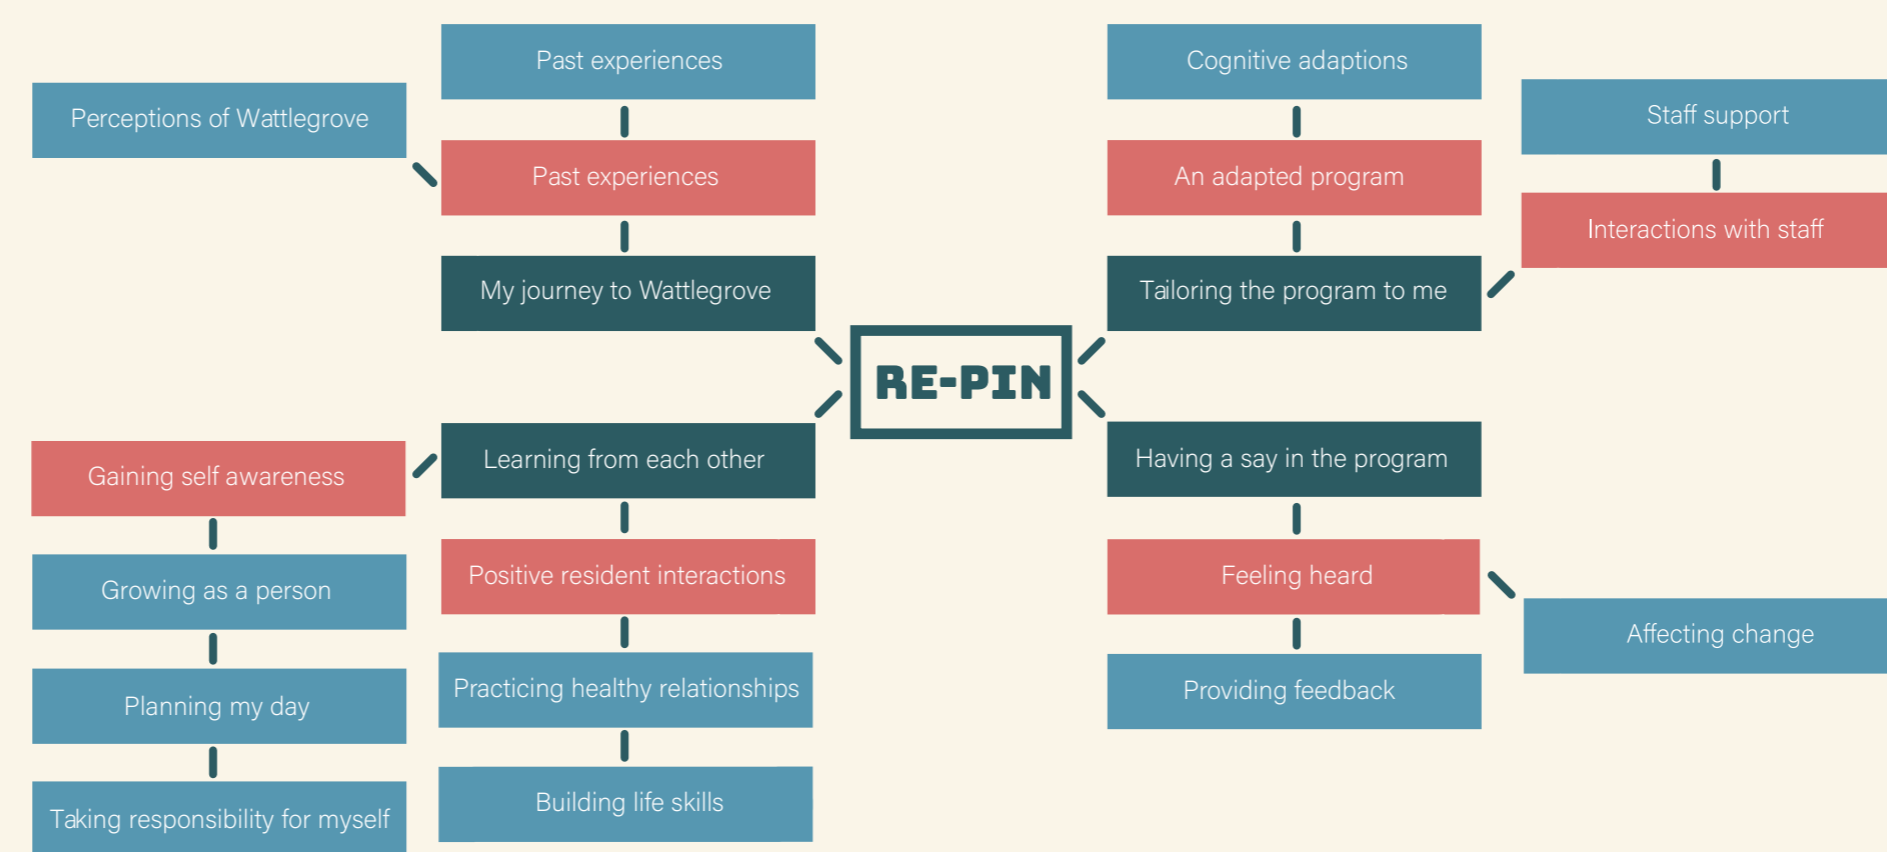 Past experiences
Cognitive adaptions
Perceptions of Wattlegrove
Staff support
Past experiences
An adapted program
Interactions with staff
My journey to Wattlegrove
Tailoring the program to me
RE-PIN
Learning from each other
Having a say in the program
Gaining self awareness
Positive resident interactions
Feeling heard
Growing as a person
Affecting change
Practicing healthy relationships
Providing feedback
Planning my day
Building life skills
Taking responsibility for myself